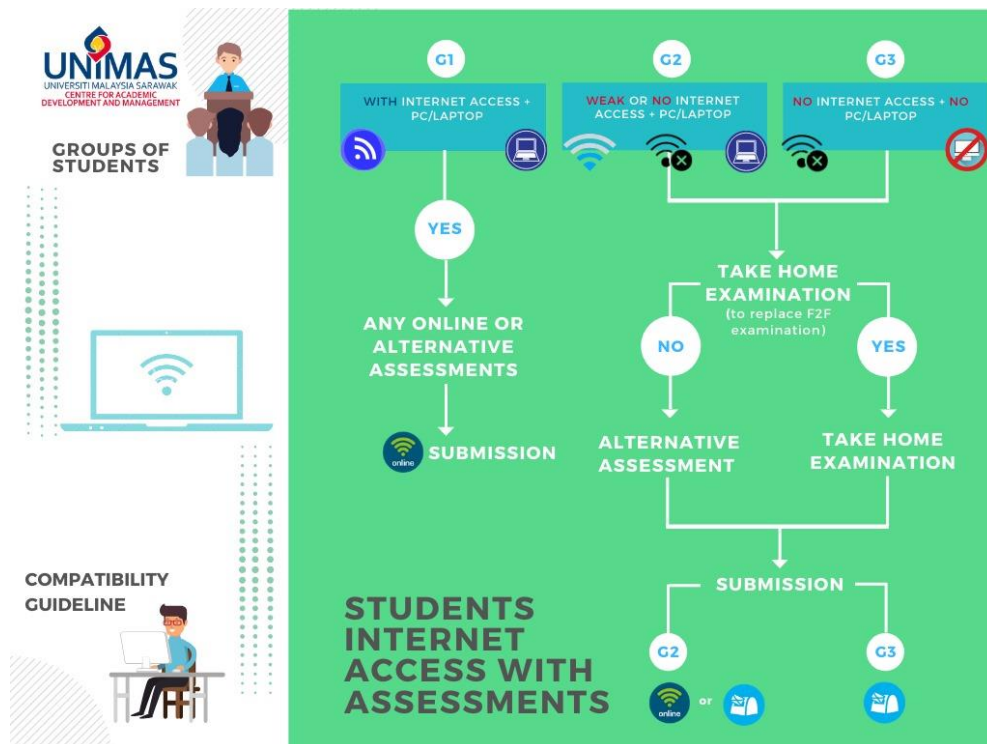 UNIMAS
UNIVERSITI MALAYSIA SARAWAK
CENTRE FOR ACADEMIC
DEVELOPMENT AND MANAGEMENT
GROUPS OF
STUDENTS
COMPATIBILITY
GUIDELINE
G1
WITH INTERNET ACCESS +
PC/LAPTOP
YES
ANY ONLINE OR
ALTERNATIVE
ASSESSMENTS
online
SUBMISSION
G2
WEAK OR NO INTERNET
ACCESS + PC/LAPTOP
G3
NO INTERNET ACCESS + NO
PC/LAPTOP
TAKE HOME
EXAMINATION
(to replace F2F
examination)
NO
YES
ALTERNATIVE
ASSESSMENT
TAKE HOME
EXAMINATION
SUBMISSION
G2
online
or
G3
STUDENTS
INTERNET
ACCESS WITH
ASSESSMENTS